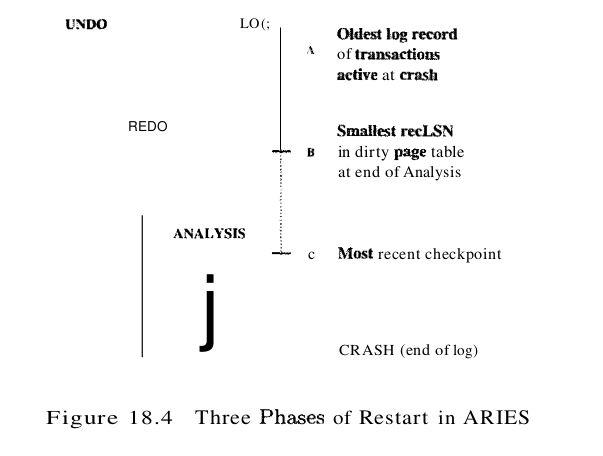 UNDO
LO(;
A
Oldest log record
of transactions
active at crash
REDO
B
Smallest recLSN
in dirty page table
at end of Analysis
ANALYSIS
c
Most recent checkpoint
j
CRASH (end of log)
Figure 18.4 Three Phases of Restart in ARIES